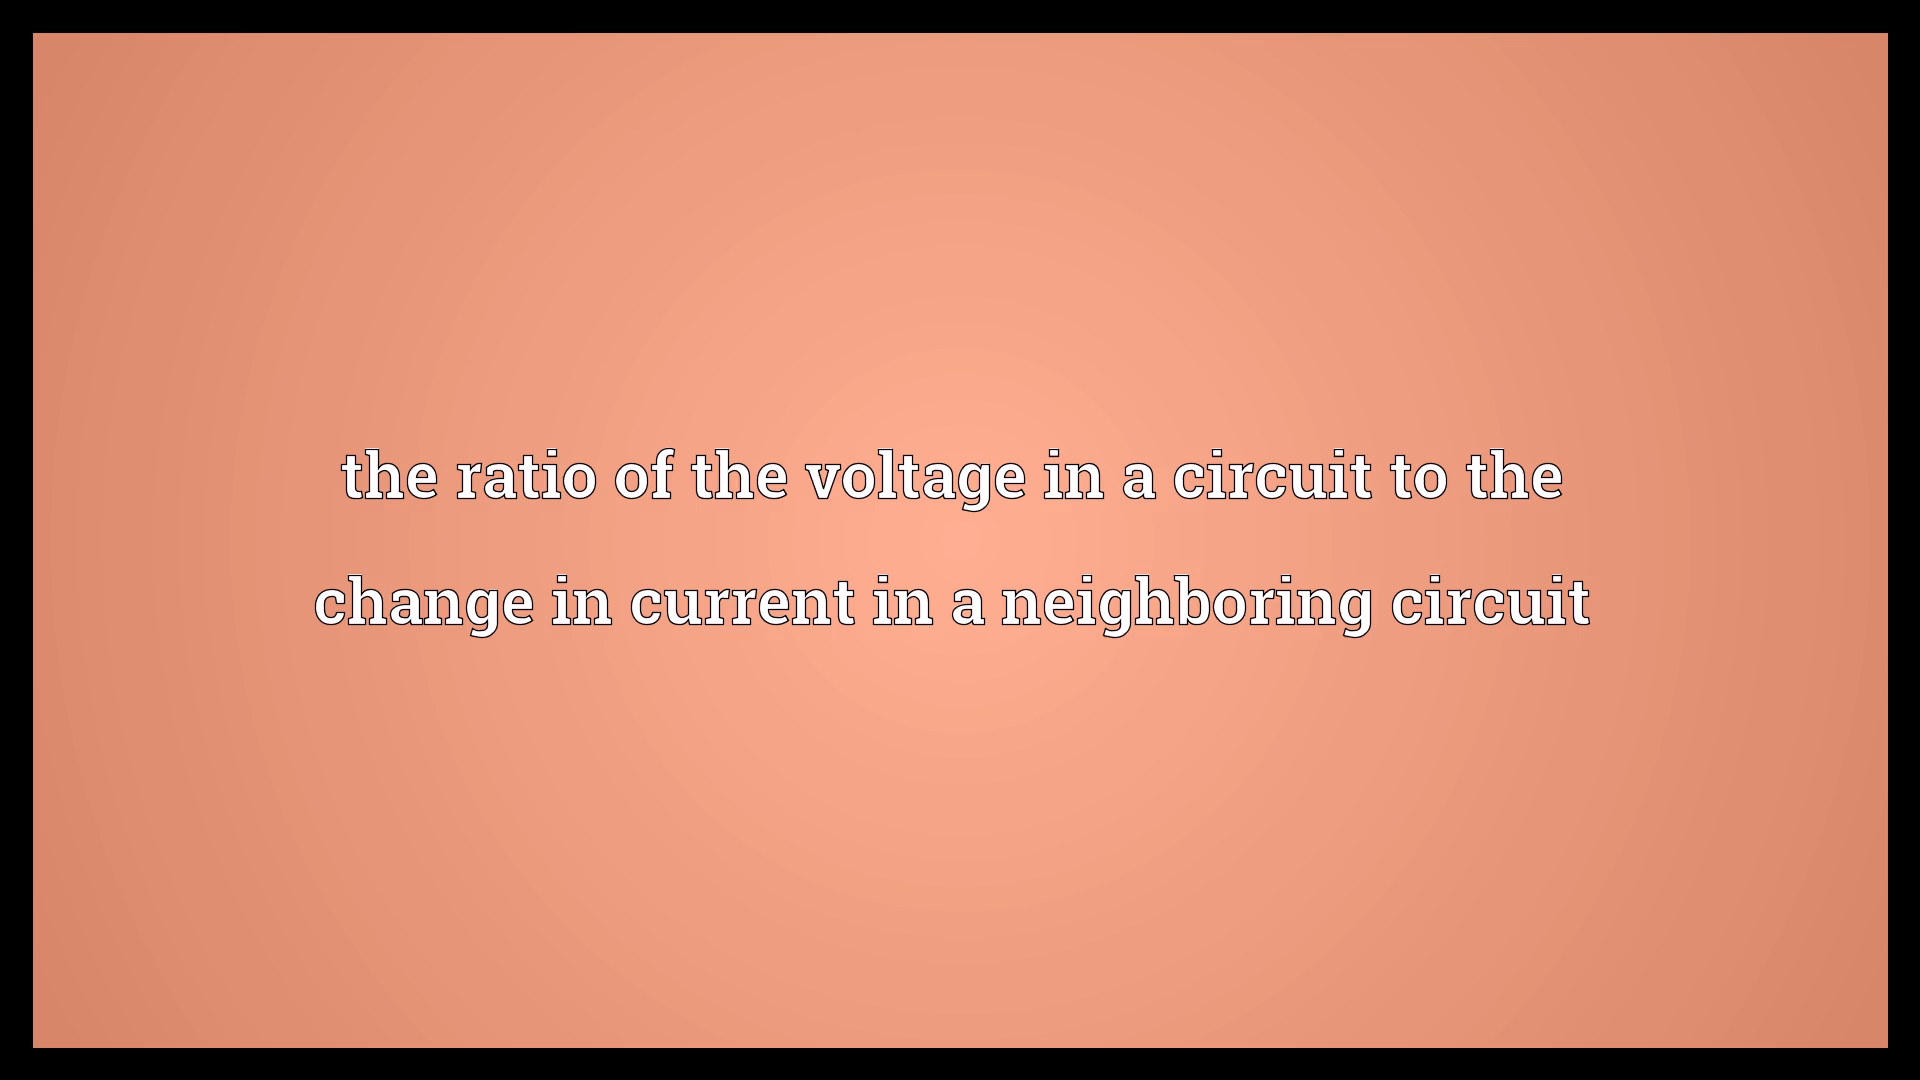 the ratio of the voltage in a circuit to the
change in current in a neighboring circuit